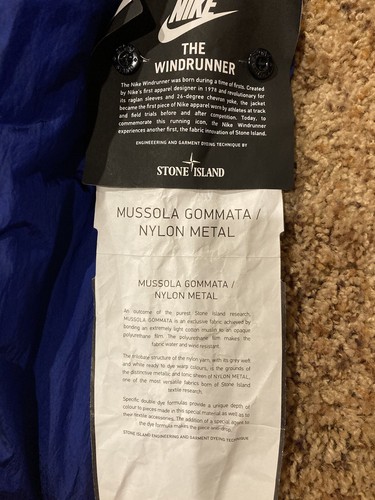 NIKE
THE
WINDRUNNER
The Nike Windrunner was born during a time of firsts. Created
by Nike's first apparel designer in 1978 and revolutionary for
its raglan sleeves and 26-degree chevron yoke, the jacket
became the first piece of Nike apparel worn by athletes at track
and field trials before and after competition. Today, to
commemorate this running icon, the Nike Windrunner
experiences another first, the fabric innovation of Stone Island.
ENGINEERING AND GARMENT DYEING TECHNIQUE BY
STONE ISLAND
MUSSOLA GOMMATA /
NYLON METAL
MUSSOLA GOMMATA /
NYLON METAL
An outcome of the purest Stone Island research,
MUSSOLA GOMMATA is an exclusive fabric achieved by
bonding an extremely light cotton muslin to an opaque
polyurethane film. The polyurethane film makes the
fabric water and wind resistant.
The trilobate structure of the nylon yarn, with its grey weft
and white ready to dye warp colours, is the grounds of
the distinctive metallic and tonic sheen of NYLON METAL,
one of the most versatile fabrics born of Stone Island
textile research.
Specific double dye formulas provide a unique depth of
colour to pieces made in this special material as well as to
their textile accessories. The addition of a special agent to
the dye formula makes the piece anti-drop.
STONE ISLAND ENGINEERING AND GARMENT DYEING TECHNIQUE